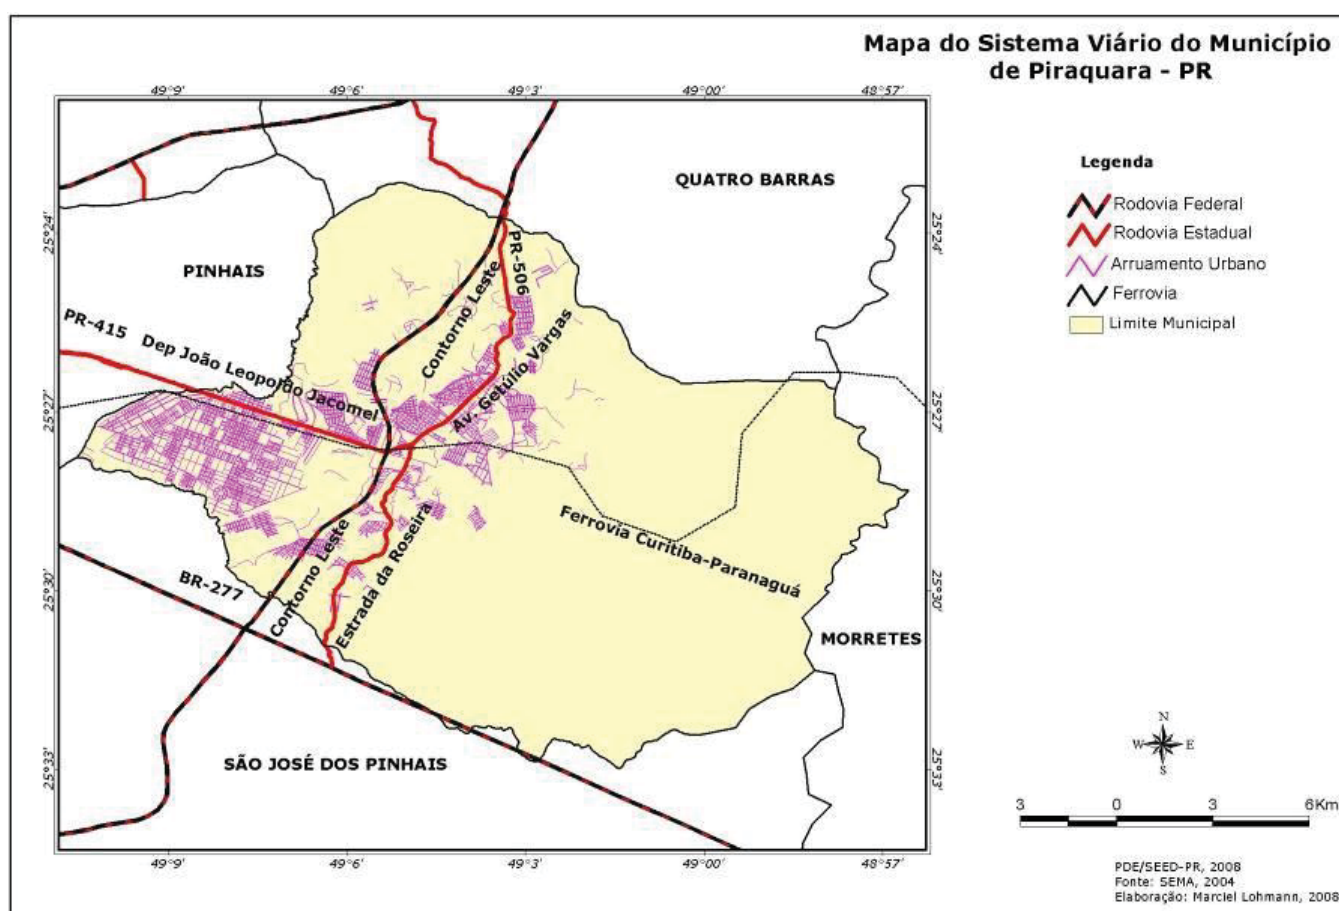 Mapa do Sistema Viário do Município
de Piraquara - PR
49°9'
49°6'
49°3'
49°00'
48°57'
Legenda
Rodovia Federal
Rodovia Estadual
Arruamento Urbano
Ferrovia
Limite Municipal
QUATRO BARRAS
25°24'
25°24'
PINHAIS
PR-506
Contorno Leste
PR-415 Dep João Leopoldo Jacomel
Av. Getúlio Vargas
25°27'
25°27'
Ferrovia Curitiba-Paranaguá
Contorno Leste
Estrada da Roseira
BR-277
25°30'
25°30'
MORRETES
SÃO JOSÉ DOS PINHAIS
25°33'
25°33'
N
W E
S
3 0 3 6Km
49°9'
49°6'
49°3'
49°00'
48°57'
PDE/SEED-PR, 2008
Fonte: SEMA, 2004
Elaboração: Marciel Lohmann, 2008